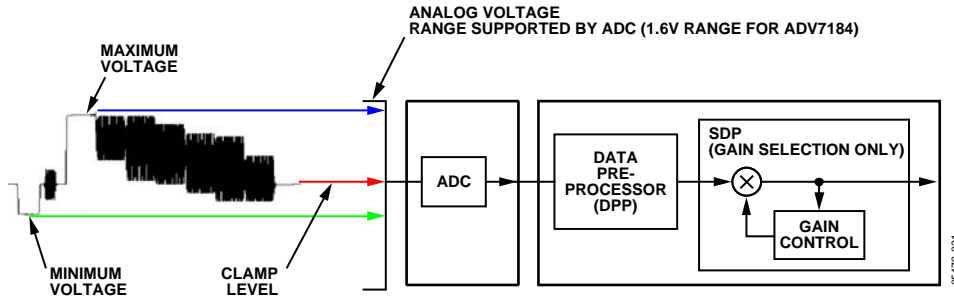 ANALOG VOLTAGE
RANGE SUPPORTED BY ADC (1.6V RANGE FOR ADV7184)
MAXIMUM
VOLTAGE
SDP
(GAIN SELECTION ONLY)
DATA
PRE-
PROCESSOR
(DPP)
ADC
GAIN
CONTROL
MINIMUM
VOLTAGE
CLAMP
LEVEL